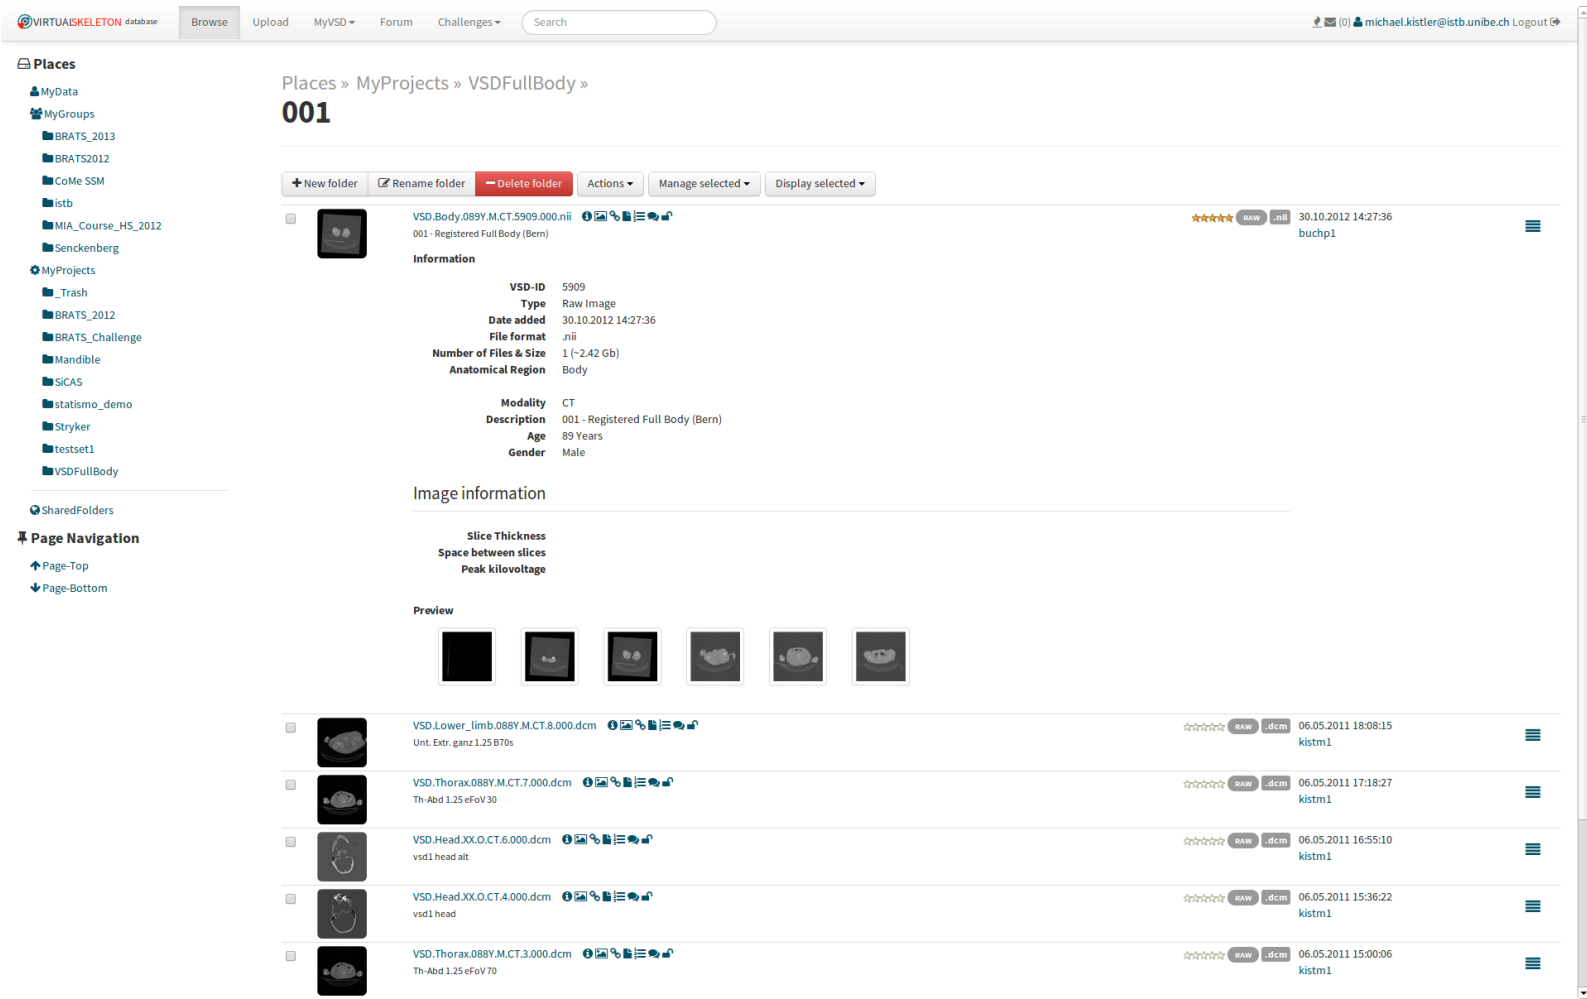 VIRTUALSKELETON database Browse Upload MyVSD Forum Challenges Search (0) michael.kistler@istb.unibe.ch Logout
Places
MyData
MyGroups
BRATS_2013
BRATS2012
CoMe SSM
istb
MIA_Course_HS_2012
Senckenberg
MyProjects
_Trash
BRATS_2012
BRATS_Challenge
Mandible
SiCAS
statismo_demo
Stryker
testset1
VSDFullBody
SharedFolders
Page Navigation
Page-Top
Page-Bottom
Places » MyProjects » VSDFullBody »
001
New folder Rename folder Delete folder Actions Manage selected Display selected
VSD.Body.089Y.M.CT.5909.000.nii RAW .nii 30.10.2012 14:27:36
001 - Registered Full Body (Bern) buchp1
Information
VSD-ID 5909
Type Raw Image
Date added 30.10.2012 14:27:36
File format .nii
Number of Files & Size 1 (~2.42 Gb)
Anatomical Region Body
Modality CT
Description 001 - Registered Full Body (Bern)
Age 89 Years
Gender Male
Image information
Slice Thickness
Space between slices
Peak kilovoltage
Preview
VSD.Lower_limb.088Y.M.CT.8.000.dcm RAW .dcm 06.05.2011 18:08:15
Unt. Extr. ganz 1.25 B70s kistm1
VSD.Thorax.088Y.M.CT.7.000.dcm RAW .dcm 06.05.2011 17:18:27
Th-Abd 1.25 eFoV 30 kistm1
VSD.Head.XX.O.CT.6.000.dcm RAW .dcm 06.05.2011 16:55:10
vsd1 head alt kistm1
VSD.Head.XX.O.CT.4.000.dcm RAW .dcm 06.05.2011 15:36:22
vsd1 head kistm1
VSD.Thorax.088Y.M.CT.3.000.dcm RAW .dcm 06.05.2011 15:00:06
Th-Abd 1.25 eFoV 70 kistm1